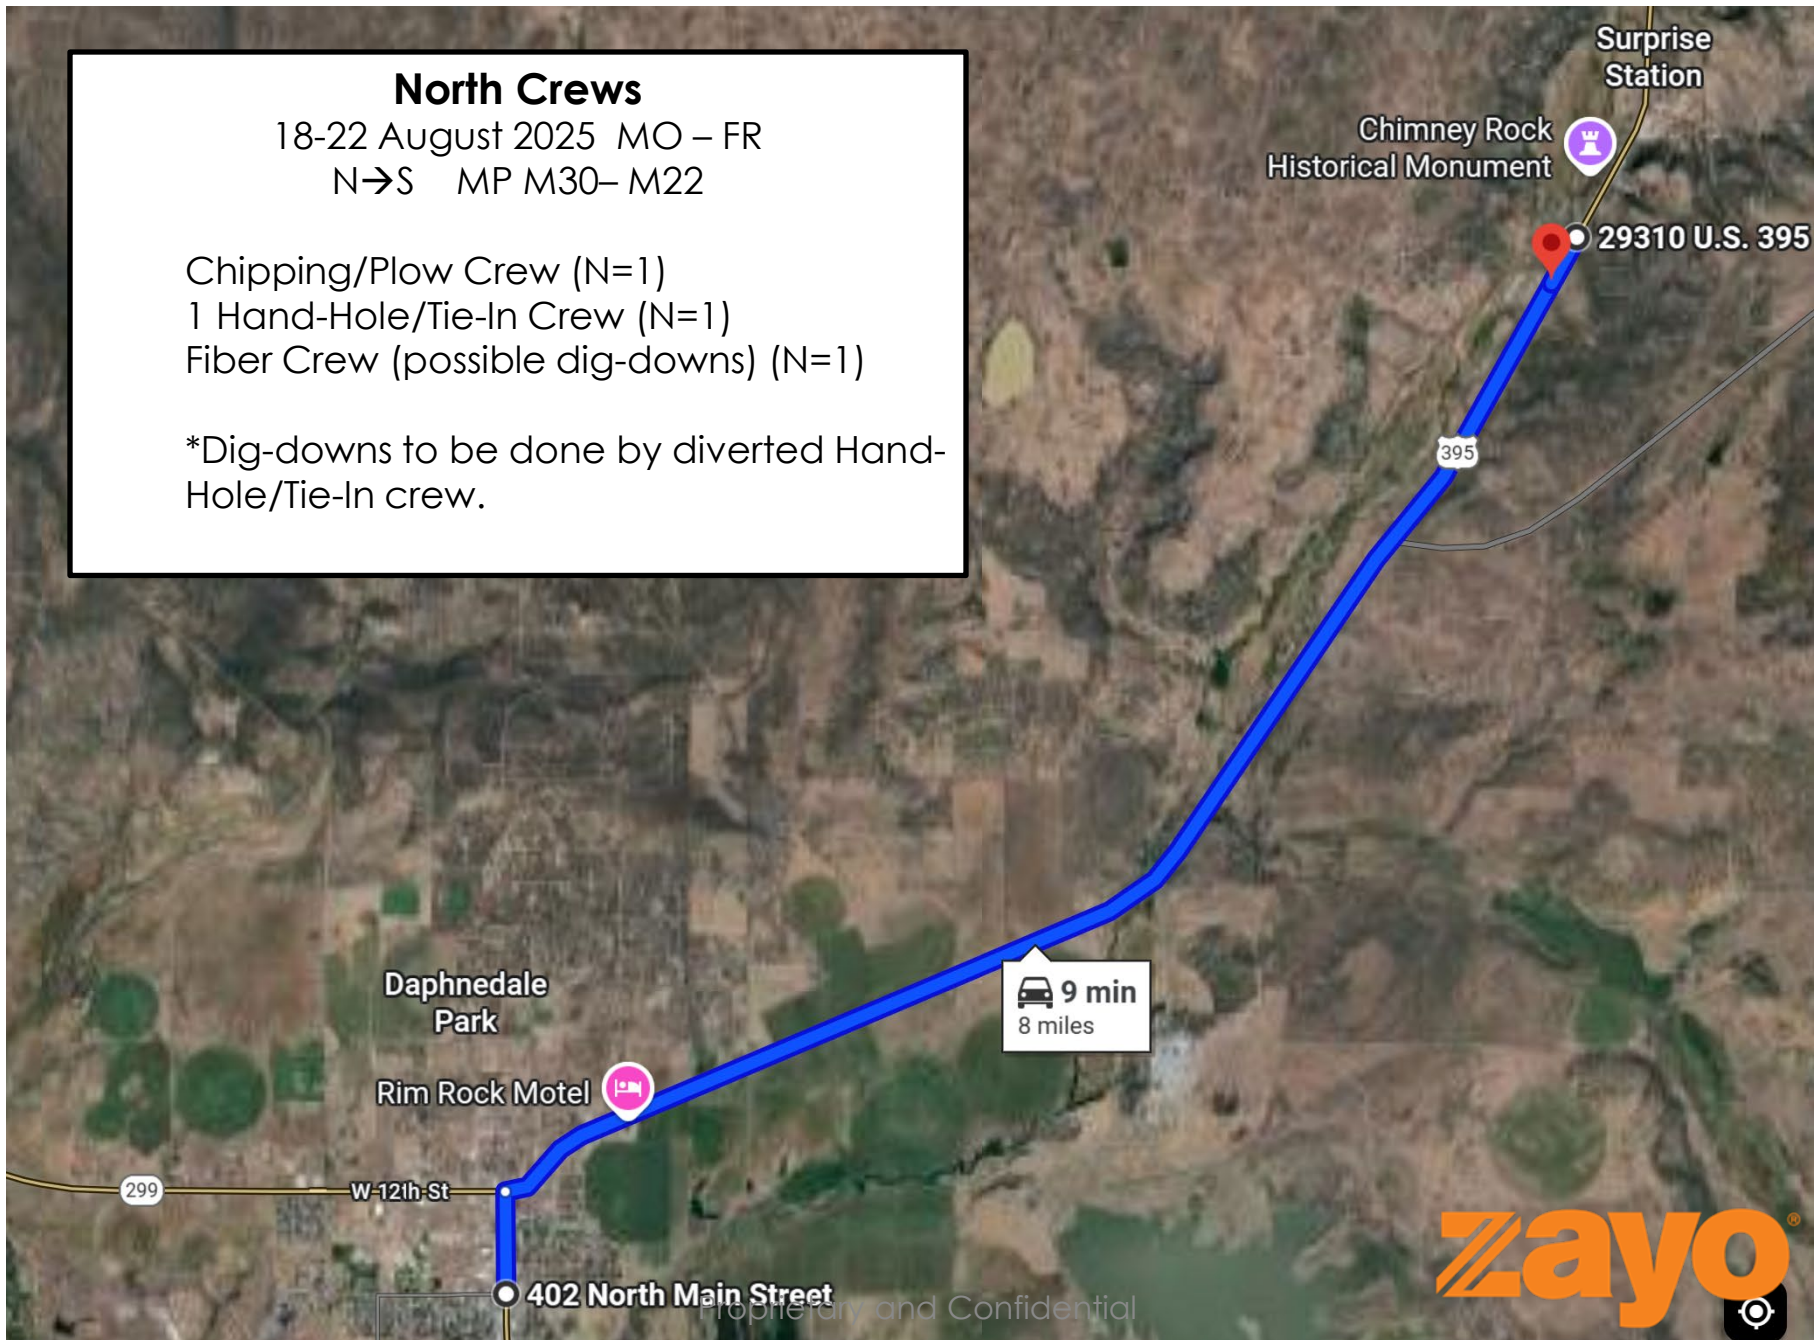 North Crews
18-22 August 2025 MO – FR
N→S MP M30– M22
Chipping/Plow Crew (N=1)
1 Hand-Hole/Tie-In Crew (N=1)
Fiber Crew (possible dig-downs) (N=1)
*Dig-downs to be done by diverted Hand-
Hole/Tie-In crew.
Surprise
Station
Chimney Rock
Historical Monument
29310 U.S. 395
395
9 min
8 miles
Daphnedale
Park
Rim Rock Motel
299
W 12th St
402 North Main Street
Proprietary and Confidential
zayo®